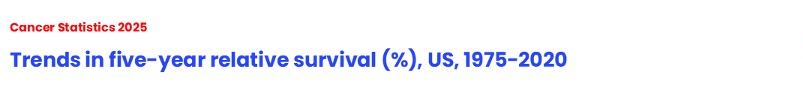 Cancer Statistics 2025
Trends in five-year relative survival (%), US, 1975-2020